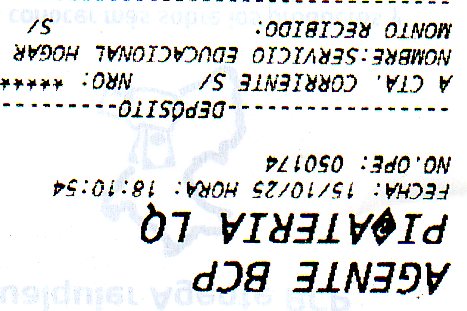 AGENTE BCP
PI�ATERIA LQ
FECHA: 15/10/25 HORA: 18:10:54
NO.OPE: 050174
----------------DEPÓSITO----------------
A CTA. CORRIENTE S/ NRO: *****
NOMBRE:SERVICIO EDUCACIONAL HOGAR
MONTO RECIBIDO: S/